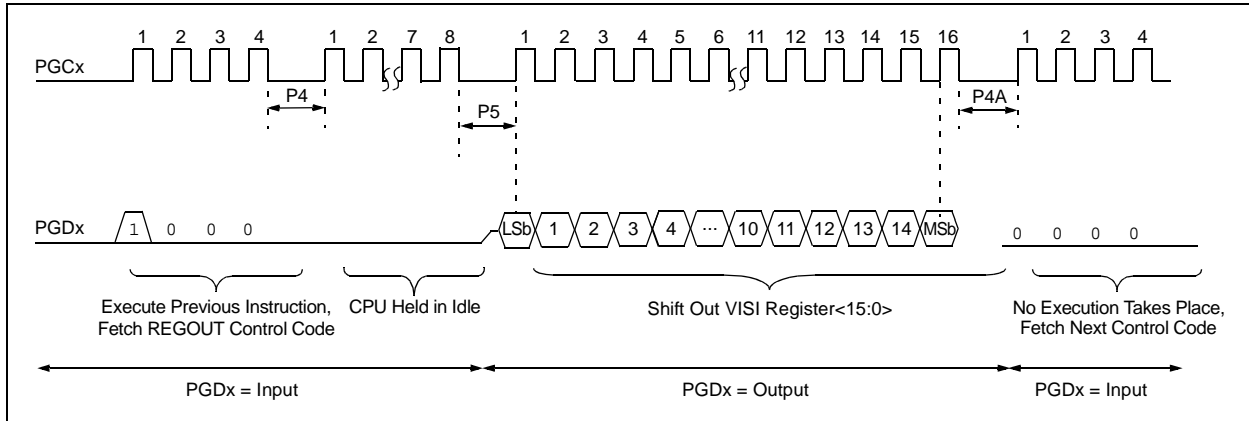 1 2 3 4 1 2 7 8 1 2 3 4 5 6 11 12 13 14 15 16 1 2 3 4
PGCx
P4 P5 P4A
PGDx 1 0 0 0 LSb 1 2 3 4 ... 10 11 12 13 14 MSb 0 0 0 0
Execute Previous Instruction,
Fetch REGOUT Control Code
CPU Held in Idle
Shift Out VISI Register<15:0>
No Execution Takes Place,
Fetch Next Control Code
PGDx = Input PGDx = Output PGDx = Input